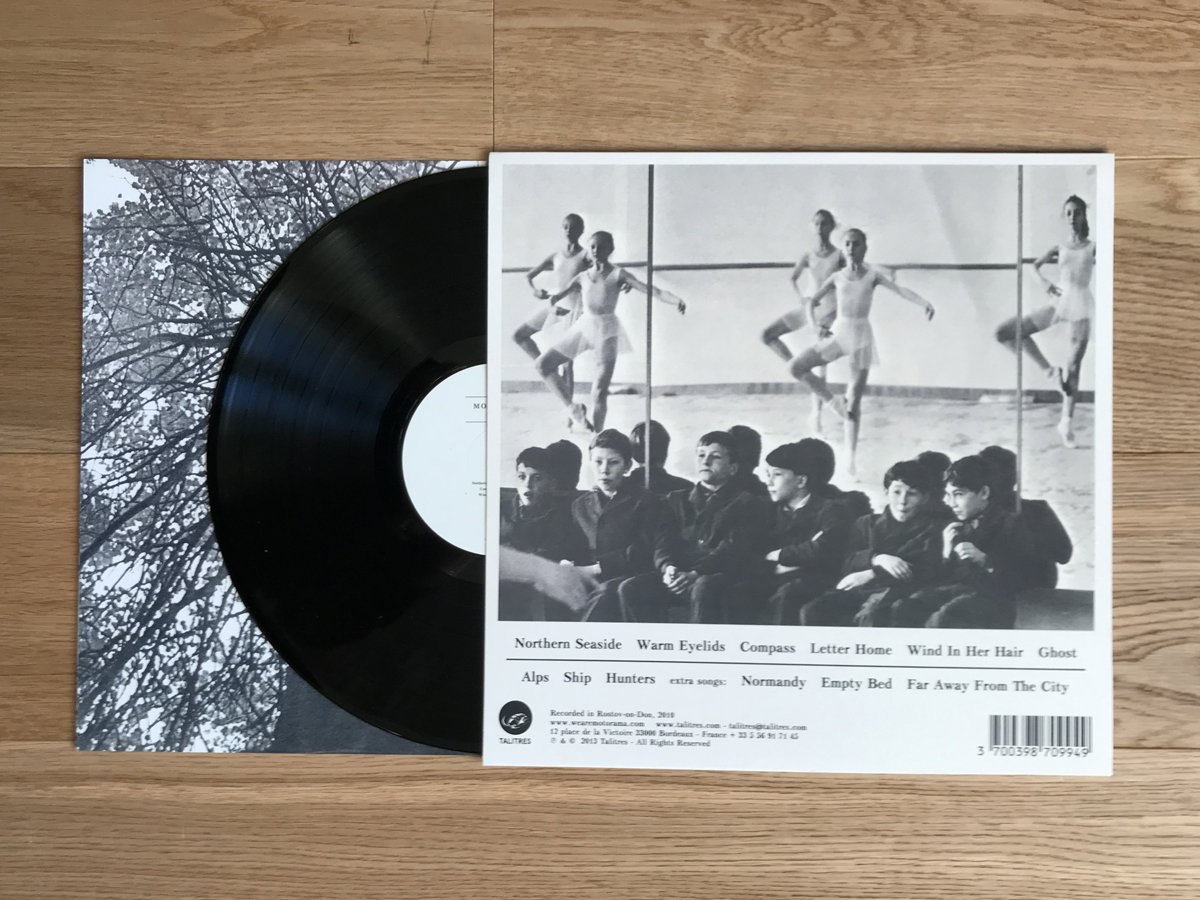 MO
Northern Seaside Warm Eyelids Compass Letter Home Wind In Her Hair Ghost
Alps Ship Hunters extra songs: Normandy Empty Bed Far Away From The City
TALITRES
Recorded in Rostov-on-Don, 2010
www.wearemotorama.com www.talitres.com - talitres@talitres.com
12 place de la Victoire 33000 Bordeaux - France + 33 5 56 91 71 45
℗ & © 2013 Talitres - All Rights Reserved
3 700398 709949